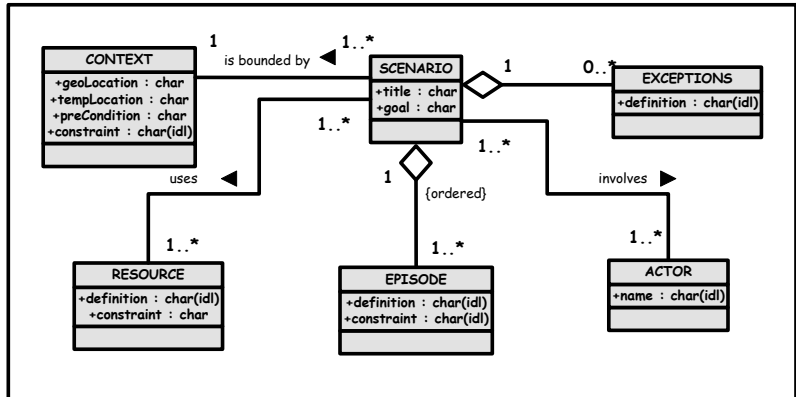 1
1..*
is bounded by
CONTEXT
+geoLocation : char
+tempLocation : char
+preCondition : char
+constraint : char(idl)
SCENARIO
+title : char
+goal : char
1
0..*
EXCEPTIONS
+definition : char(idl)
1..*
1..*
uses
1
{ordered}
involves
1..*
1..*
1..*
RESOURCE
+definition : char(idl)
+constraint : char
EPISODE
+definition : char(idl)
+constraint : char(idl)
ACTOR
+name : char(idl)